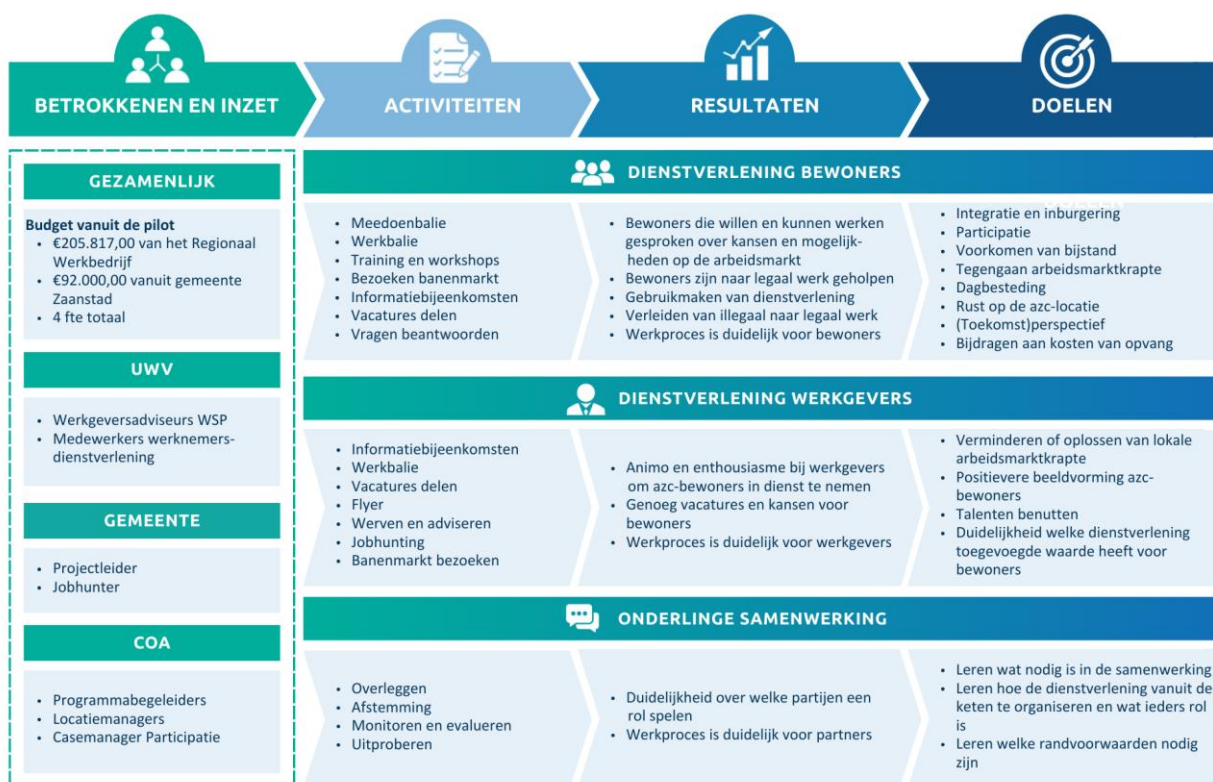 BETROKKENEN EN INZET
ACTIVITEITEN
RESULTATEN
DOELEN
GEZAMENLIJK
Budget vanuit de pilot
• €205.817,00 van het Regionaal
Werkbedrijf
• €92.000,00 vanuit gemeente
Zaanstad
• 4 fte totaal
UWV
• Werkgeversadviseurs WSP
• Medewerkers werknemers-
dienstverlening
GEMEENTE
• Projectleider
• Jobhunter
COA
• Programmabegeleiders
• Locatiemanagers
• Casemanager Participatie
DIENSTVERLENING BEWONERS
• Meedoenbalie
• Werkbalie
• Training en workshops
• Bezoeken banenmarkt
• Informatiebijeenkomsten
• Vacatures delen
• Vragen beantwoorden
• Bewoners die willen en kunnen werken
gesproken over kansen en mogelijk-
heden op de arbeidsmarkt
• Bewoners zijn naar legaal werk geholpen
• Gebruikmaken van dienstverlening
• Verleiden van illegaal naar legaal werk
• Werkproces is duidelijk voor bewoners
DOELEN
• Integratie en inburgering
• Participatie
• Voorkomen van bijstand
• Tegengaan arbeidsmarktkrapte
• Dagbesteding
• Rust op de azc-locatie
• (Toekomst)perspectief
• Bijdragen aan kosten van opvang
DIENSTVERLENING WERKGEVERS
• Informatiebijeenkomsten
• Werkbalie
• Vacatures delen
• Flyer
• Werven en adviseren
• Jobhunting
• Banenmarkt bezoeken
• Animo en enthousiasme bij werkgevers
om azc-bewoners in dienst te nemen
• Genoeg vacatures en kansen voor
bewoners
• Werkproces is duidelijk voor werkgevers
• Verminderen of oplossen van lokale
arbeidsmarktkrapte
• Positievere beeldvorming azc-
bewoners
• Talenten benutten
• Duidelijkheid welke dienstverlening
toegevoegde waarde heeft voor
bewoners
ONDERLINGE SAMENWERKING
• Overleggen
• Afstemming
• Monitoren en evalueren
• Uitproberen
• Duidelijkheid over welke partijen een
rol spelen
• Werkproces is duidelijk voor partners
• Leren wat nodig is in de samenwerking
• Leren hoe de dienstverlening vanuit de
keten te organiseren en wat ieders rol
is
• Leren welke randvoorwaarden nodig
zijn